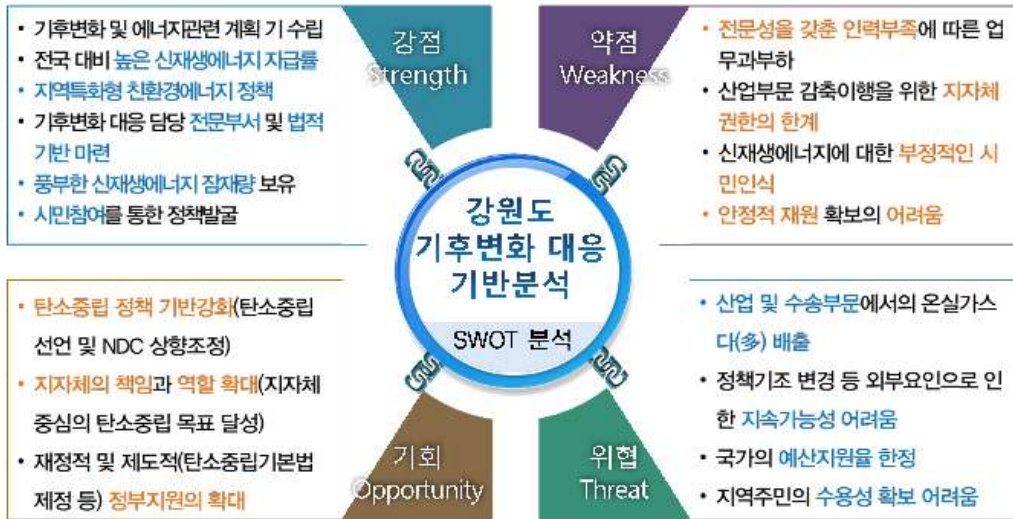 • 기후변화 및 에너지관련 계획 기 수립
• 전국 대비 높은 신재생에너지 자급률
• 지역특화형 친환경에너지 정책
• 기후변화 대응 담당 전문부서 및 법적
기반 마련
• 풍부한 신재생에너지 잠재량 보유
• 시민참여를 통한 정책발굴
강점
Strength
약점
Weakness
• 전문성을 갖춘 인력부족에 따른 업
무과부하
• 산업부문 감축이행을 위한 지자체
권한의 한계
• 신재생에너지에 대한 부정적인 시
민인식
• 안정적 재원 확보의 어려움
강원도
기후변화 대응
기반분석
SWOT 분석
• 탄소중립 정책 기반강화(탄소중립
선언 및 NDC 상향조정)
• 지자체의 책임과 역할 확대(지자체
중심의 탄소중립 목표 달성)
• 재정적 및 제도적(탄소중립기본법
제정 등) 정부지원의 확대
기회
Opportunity
위협
Threat
• 산업 및 수송부문에서의 온실가스
다(多) 배출
• 정책기조 변경 등 외부요인으로 인
한 지속가능성 어려움
• 국가의 예산지원율 한정
• 지역주민의 수용성 확보 어려움